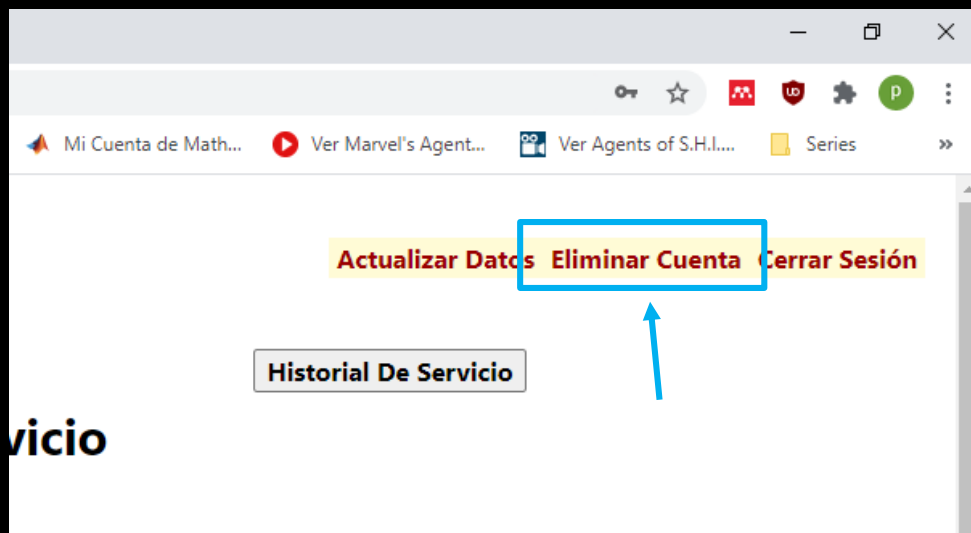 Mi Cuenta de Math... Ver Marvel's Agent... Ver Agents of S.H.I.... Series
Actualizar Datos Eliminar Cuenta Cerrar Sesión
Historial De Servicio
vicio